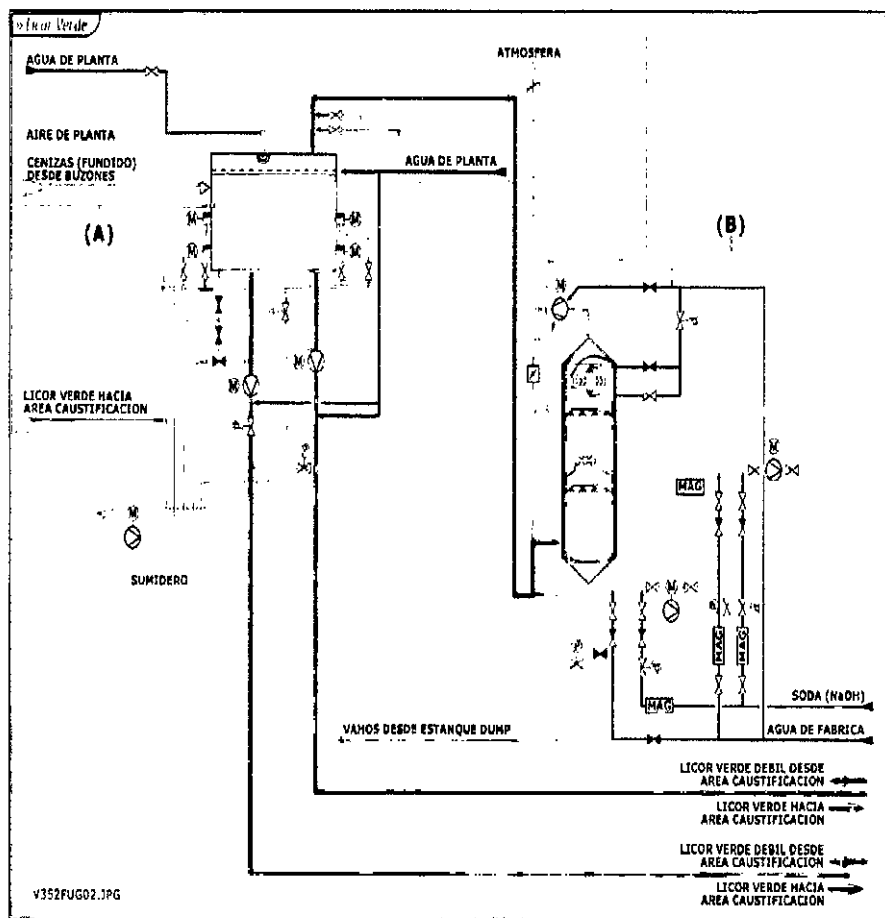 Licor Verde
AGUA DE PLANTA
ATMOSFERA
AIRE DE PLANTA
CENIZAS (FUNDIDO)
DESDE BUZONES
AGUA DE PLANTA
(A)
(B)
M
M
M
M
M
M
M
LICOR VERDE HACIA
AREA CAUSTIFICACION
M
MAG
M
SUMIDERO
M
MAG
MAG
SODA (NaOH)
MAG
VAHOS DESDE ESTANQUE DUMP
AGUA DE FABRICA
LICOR VERDE DEBIL DESDE
AREA CAUSTIFICACION
LICOR VERDE HACIA
AREA CAUSTIFICACION
LICOR VERDE DEBIL DESDE
AREA CAUSTIFICACION
LICOR VERDE HACIA
AREA CAUSTIFICACION
V352FUG02.JPG